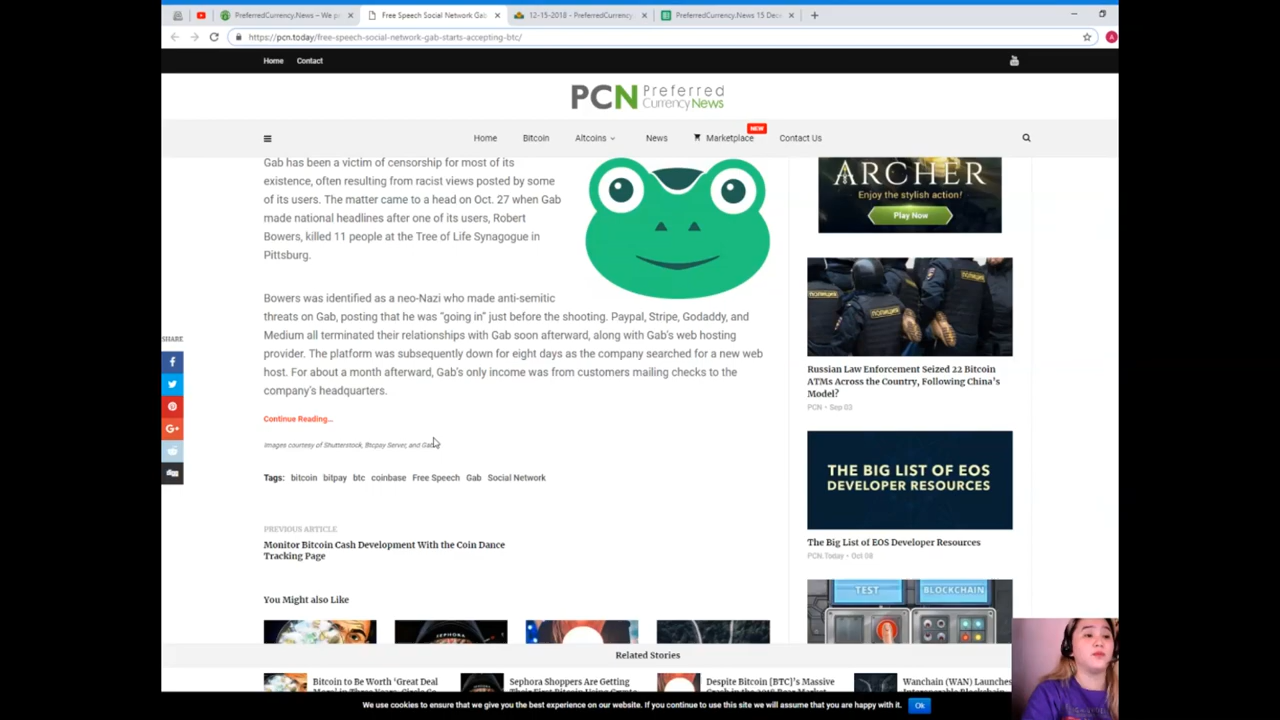 PreferredCurrency.News – We p
Free Speech Social Network Gab
12-15-2018 - PreferredCurrency
PreferredCurrency.News 15 Dec
https://pcn.today/free-speech-social-network-gab-starts-accepting-btc/
A
Home Contact
PCN Preferred
CurrencyNews
Home Bitcoin Altcoins News Marketplace NEW Contact Us
Gab has been a victim of censorship for most of its
existence, often resulting from racist views posted by some
of its users. The matter came to a head on Oct. 27 when Gab
made national headlines after one of its users, Robert
Bowers, killed 11 people at the Tree of Life Synagogue in
Pittsburg.
Bowers was identified as a neo-Nazi who made anti-semitic
threats on Gab, posting that he was "going in" just before the shooting. Paypal, Stripe, Godaddy, and
Medium all terminated their relationships with Gab soon afterward, along with Gab's web hosting
provider. The platform was subsequently down for eight days as the company searched for a new web
host. For about a month afterward, Gab's only income was from customers mailing checks to the
company's headquarters.
Continue Reading...
Images courtesy of Shutterstock, Btcpay Server, and
Tags: bitcoin bitpay btc coinbase Free Speech Gab Social Network
PREVIOUS ARTICLE
Monitor Bitcoin Cash Development With the Coin Dance
Tracking Page
You Might also Like
SHARE
ARCHER
Enjoy the stylish action!
Play Now
ПОЛИЦИЯ
Russian Law Enforcement Seized 22 Bitcoin
ATMs Across the Country, Following China's
Model?
PCN • Sep 03
THE BIG LIST OF EOS
DEVELOPER RESOURCES
The Big List of EOS Developer Resources
PCN.Today • Oct 08
TEST BLOCKCHAIN
SEPHORA
Related Stories
Bitcoin to Be Worth 'Great Deal
Sephora Shoppers Are Getting
Despite Bitcoin [BTC]'s Massive
Wanchain (WAN) Launches
We use cookies to ensure that we give you the best experience on our website. If you continue to use this site we will assume that you are happy with it. Ok